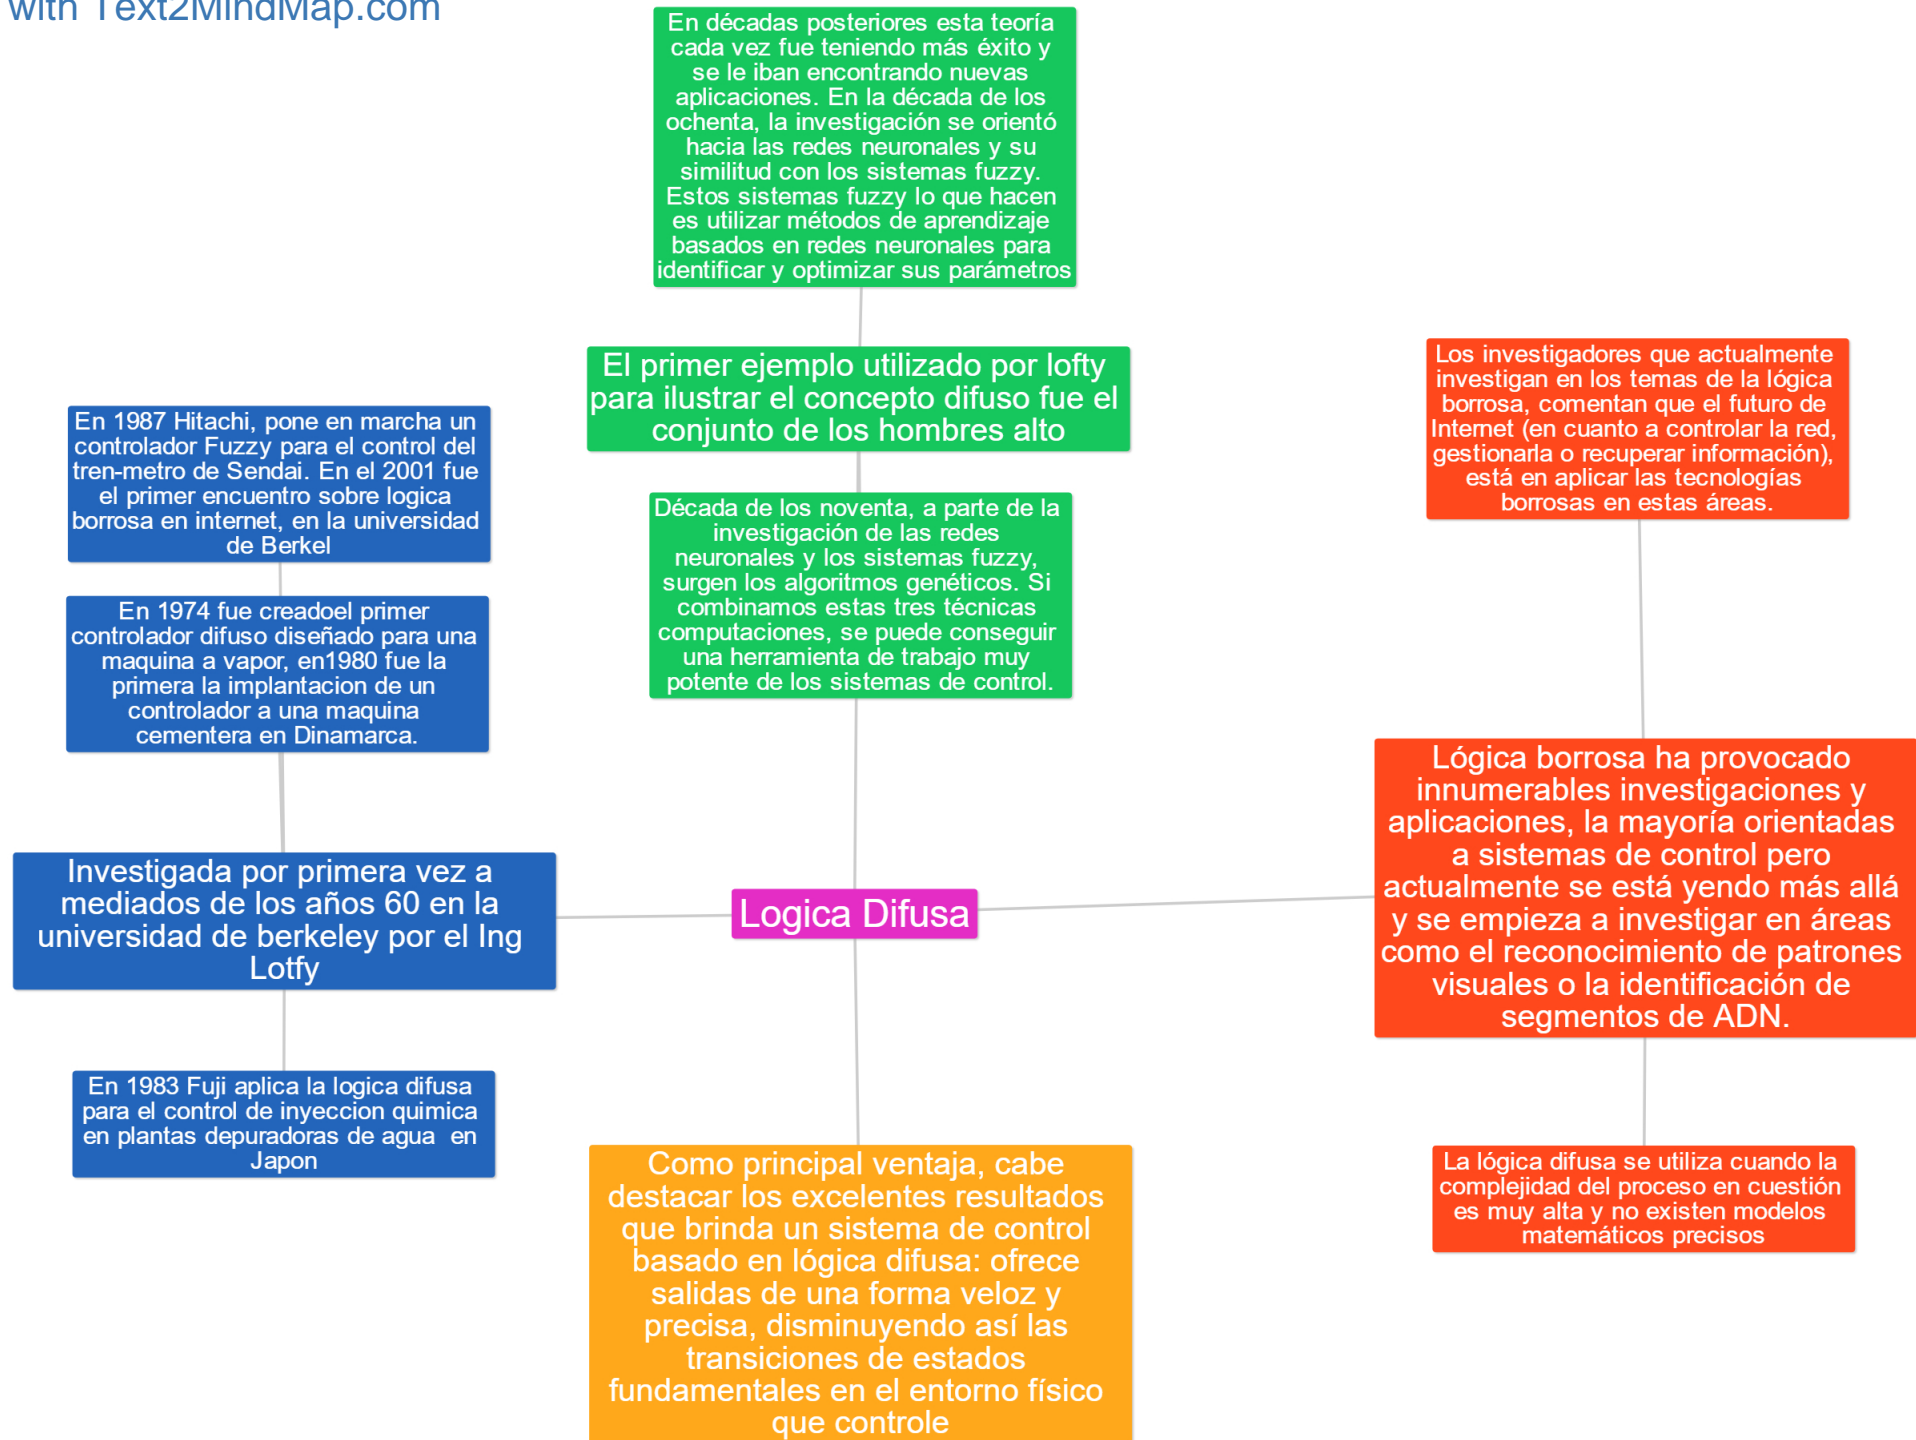 with Text2MindMap.com
En décadas posteriores esta teoría
cada vez fue teniendo más éxito y
se le iban encontrando nuevas
aplicaciones. En la década de los
ochenta, la investigación se orientó
hacia las redes neuronales y su
similitud con los sistemas fuzzy.
Estos sistemas fuzzy lo que hacen
es utilizar métodos de aprendizaje
basados en redes neuronales para
identificar y optimizar sus parámetros
El primer ejemplo utilizado por lofty
para ilustrar el concepto difuso fue el
conjunto de los hombres alto
Década de los noventa, a parte de la
investigación de las redes
neuronales y los sistemas fuzzy,
surgen los algoritmos genéticos. Si
combinamos estas tres técnicas
computaciones, se puede conseguir
una herramienta de trabajo muy
potente de los sistemas de control.
En 1987 Hitachi, pone en marcha un
controlador Fuzzy para el control del
tren-metro de Sendai. En el 2001 fue
el primer encuentro sobre logica
borrosa en internet, en la universidad
de Berkel
En 1974 fue creadoel primer
controlador difuso diseñado para una
maquina a vapor, en1980 fue la
primera la implantacion de un
controlador a una maquina
cementera en Dinamarca.
Investigada por primera vez a
mediados de los años 60 en la
universidad de berkeley por el Ing
Lotfy
En 1983 Fuji aplica la logica difusa
para el control de inyeccion quimica
en plantas depuradoras de agua  en
Japon
Logica Difusa
Los investigadores que actualmente
investigan en los temas de la lógica
borrosa, comentan que el futuro de
Internet (en cuanto a controlar la red,
gestionarla o recuperar información),
está en aplicar las tecnologías
borrosas en estas áreas.
Lógica borrosa ha provocado
innumerables investigaciones y
aplicaciones, la mayoría orientadas
a sistemas de control pero
actualmente se está yendo más allá
y se empieza a investigar en áreas
como el reconocimiento de patrones
visuales o la identificación de
segmentos de ADN.
La lógica difusa se utiliza cuando la
complejidad del proceso en cuestión
es muy alta y no existen modelos
matemáticos precisos
Como principal ventaja, cabe
destacar los excelentes resultados
que brinda un sistema de control
basado en lógica difusa: ofrece
salidas de una forma veloz y
precisa, disminuyendo así las
transiciones de estados
fundamentales en el entorno físico
que controle